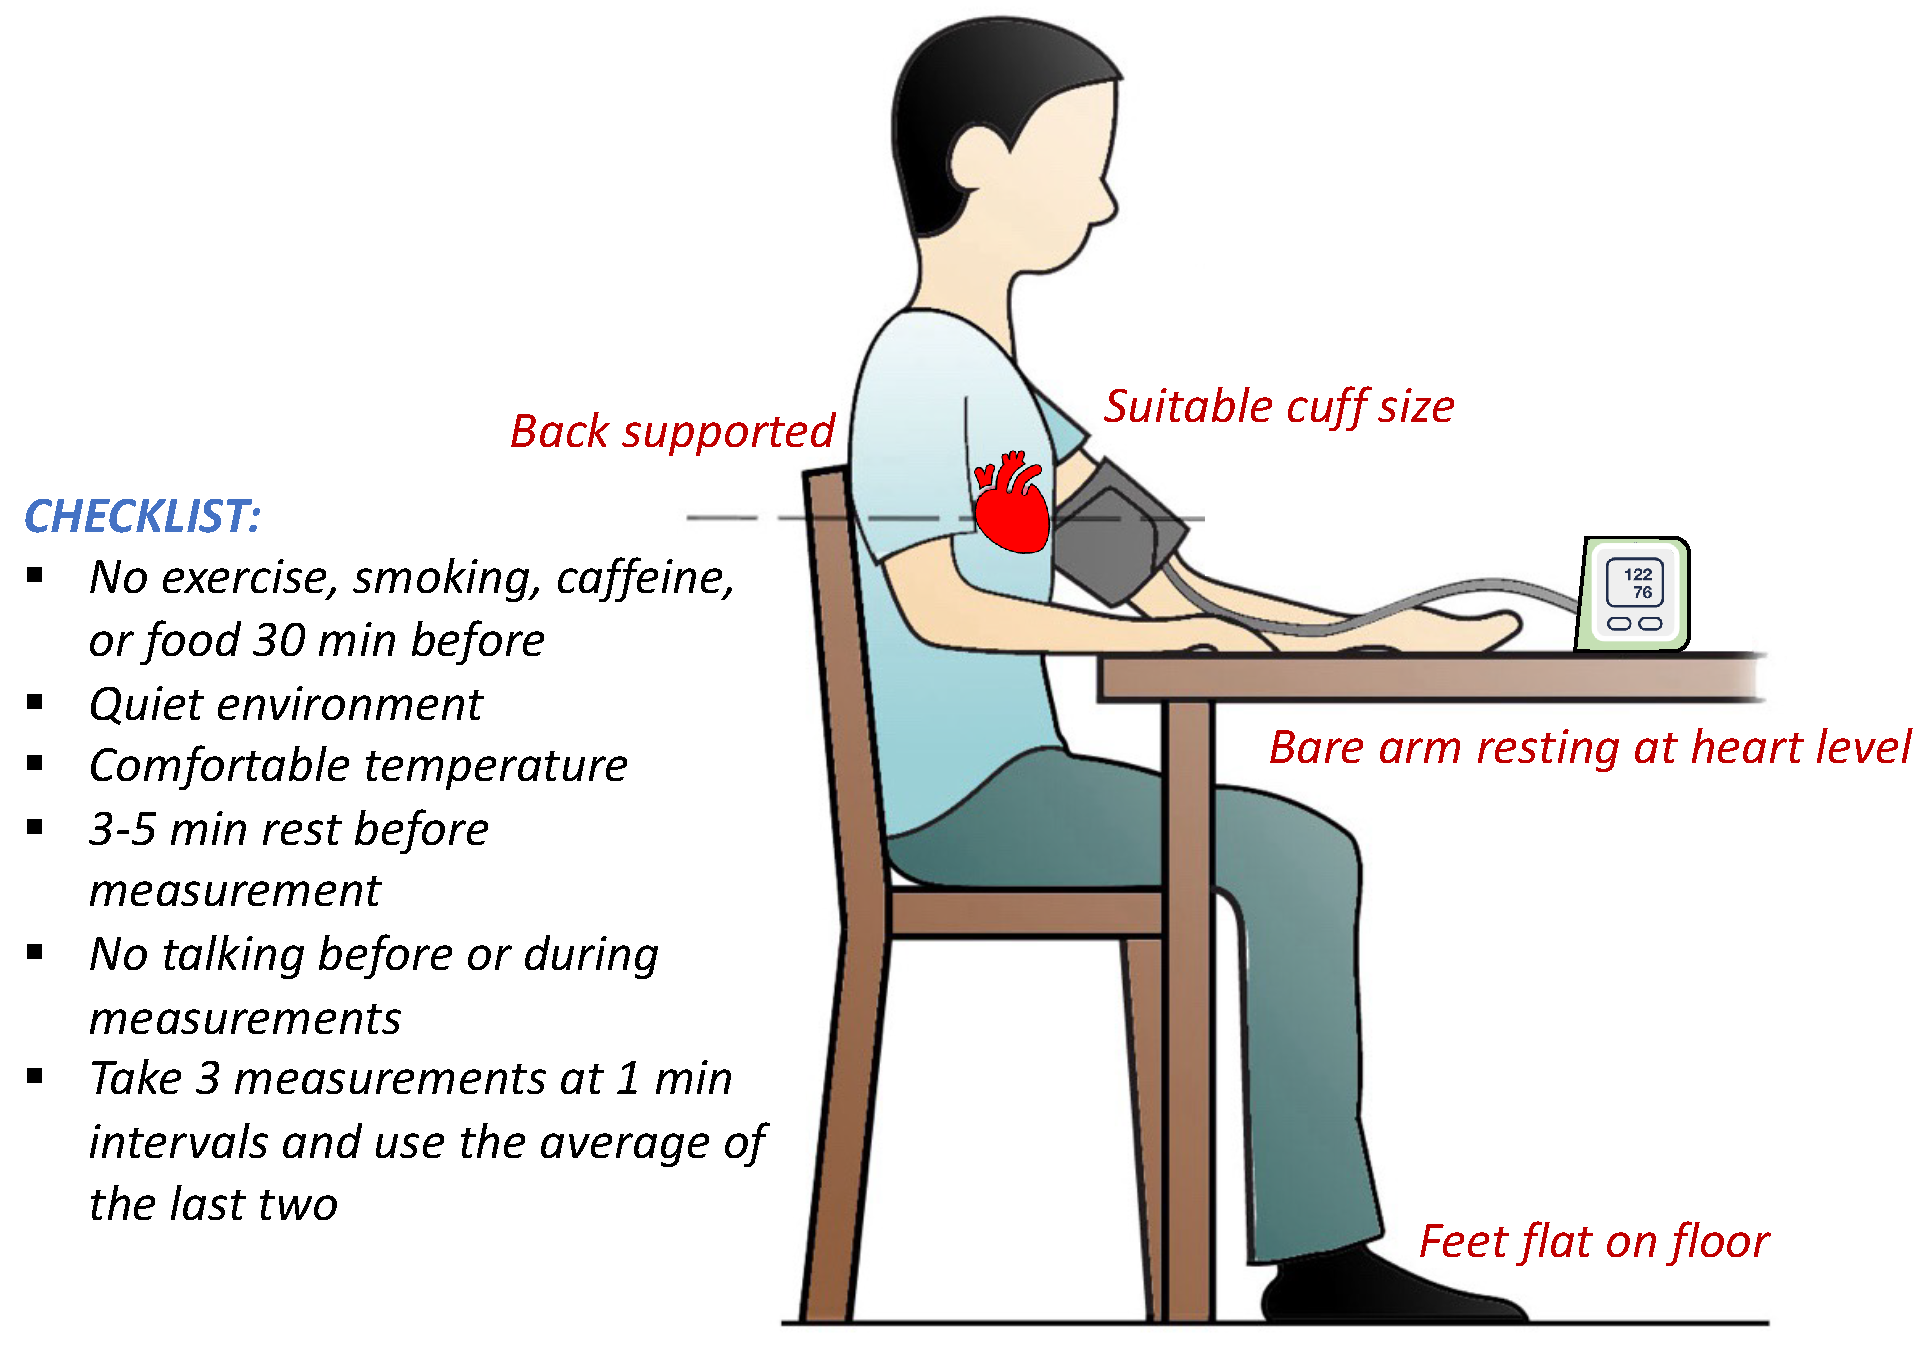 Suitable cuff size
Back supported
CHECKLIST:
▪ No exercise, smoking, caffeine,
or food 30 min before
▪ Quiet environment
▪ Comfortable temperature
▪ 3-5 min rest before
measurement
▪ No talking before or during
measurements
▪ Take 3 measurements at 1 min
intervals and use the average of
the last two
122
76
Bare arm resting at heart level
Feet flat on floor